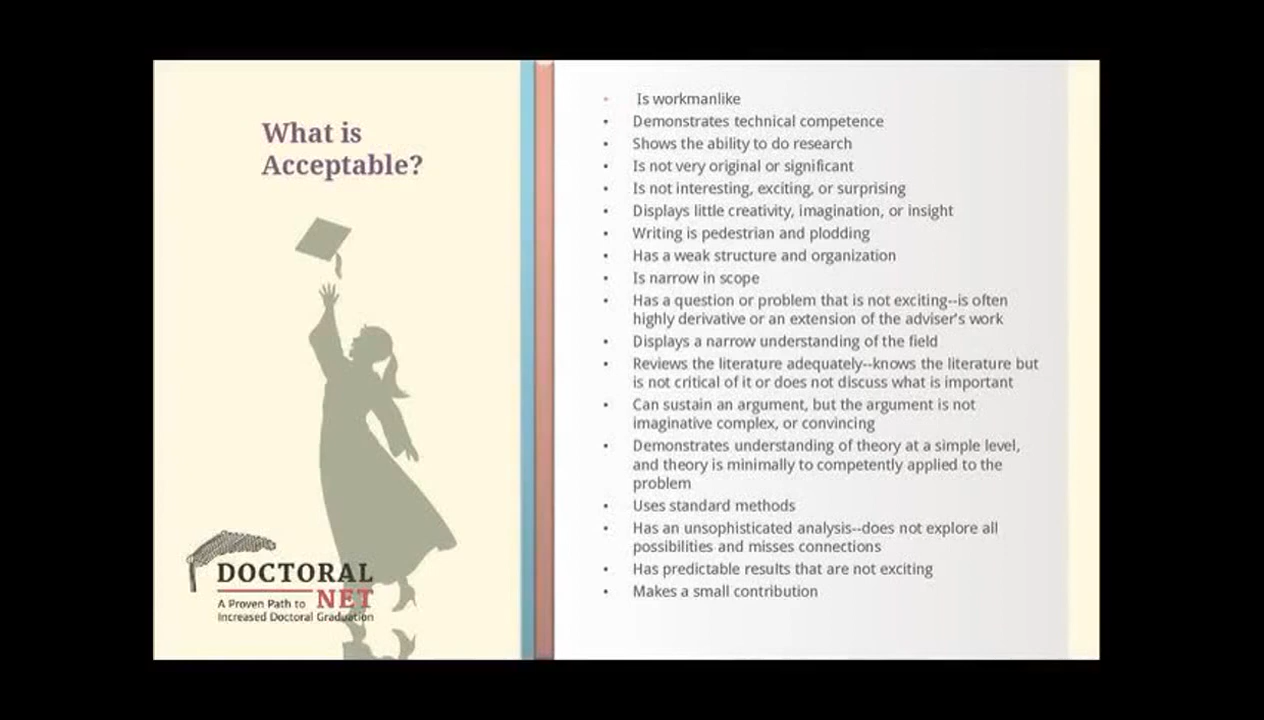 What is
Acceptable?
• Is workmanlike
• Demonstrates technical competence
• Shows the ability to do research
• Is not very original or significant
• Is not interesting, exciting, or surprising
• Displays little creativity, imagination, or insight
• Writing is pedestrian and plodding
• Has a weak structure and organization
• Is narrow in scope
• Has a question or problem that is not exciting--is often
highly derivative or an extension of the adviser's work
• Displays a narrow understanding of the field
• Reviews the literature adequately--knows the literature but
is not critical of it or does not discuss what is important
• Can sustain an argument, but the argument is not
imaginative complex, or convincing
• Demonstrates understanding of theory at a simple level,
and theory is minimally to competently applied to the
problem
• Uses standard methods
• Has an unsophisticated analysis--does not explore all
possibilities and misses connections
• Has predictable results that are not exciting
• Makes a small contribution
DOCTORAL
NET
A Proven Path to
Increased Doctoral Graduation